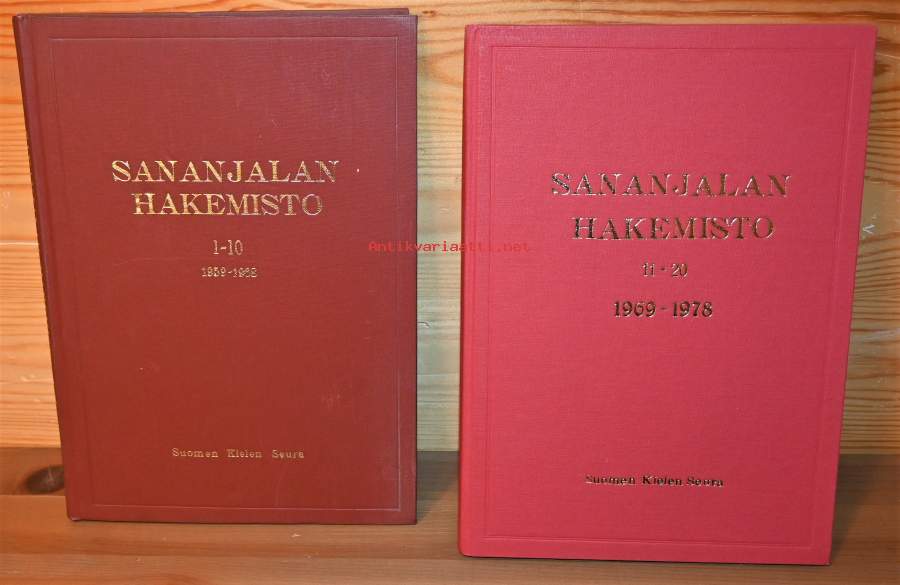 SANANJALAN
HAKEMISTO
1-10
1959-1968
Suomen Kielen Seura
Antikvariaatti.net
SANANJALAN
HAKEMISTO
11-20
1969-1978
Suomen Kielen Seura